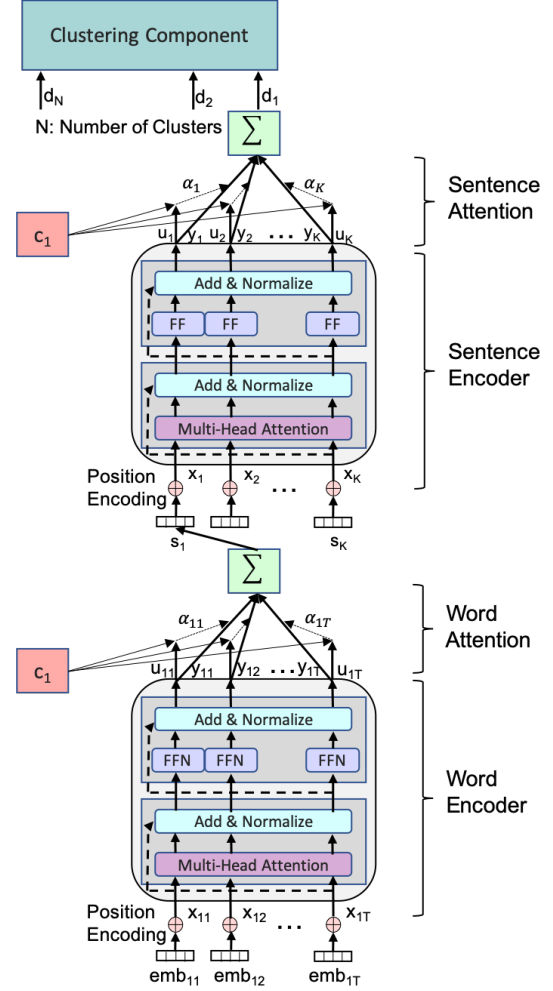 Clustering Component
d_N d_2 d_1
N: Number of Clusters
∑
α_1 α_K
Sentence
Attention
c_1
u_1 y_1 u_2 y_2 ... y_K u_K
Add & Normalize
FF FF FF
Sentence
Encoder
Add & Normalize
Multi-Head Attention
Position
Encoding
x_1 x_2 ... x_K
s_1 s_K
∑
α_11 α_1T
Word
Attention
c_1
u_11 y_11 y_12 ... y_1T u_1T
Add & Normalize
FFN FFN FFN
Word
Encoder
Add & Normalize
Multi-Head Attention
Position
Encoding
x_11 x_12 ... x_1T
emb_11 emb_12 emb_1T